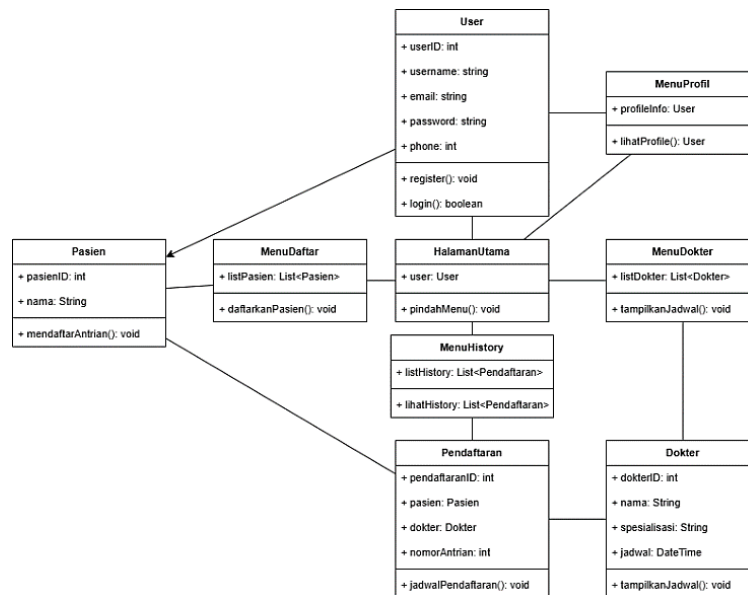 User
+ userID: int
+ username: string
+ email: string
+ password: string
+ phone: int
+ register(): void
+ login(): boolean
MenuProfil
+ profileInfo: User
+ lihatProfile(): User
Pasien
+ pasienID: int
+ nama: String
+ mendaftarAntrian(): void
MenuDaftar
+ listPasien: List<Pasien>
+ daftarkanPasien(): void
HalamanUtama
+ user: User
+ pindahMenu(): void
MenuDokter
+ listDokter: List<Dokter>
+ tampilkanJadwal(): void
MenuHistory
+ listHistory: List<Pendaftaran>
+ lihatHistory: List<Pendaftaran>
Pendaftaran
+ pendaftaranID: int
+ pasien: Pasien
+ dokter: Dokter
+ nomorAntrian: int
+ jadwalPendaftaran(): void
Dokter
+ dokterID: int
+ nama: String
+ spesialisasi: String
+ jadwal: DateTime
+ tampilkanJadwal(): void